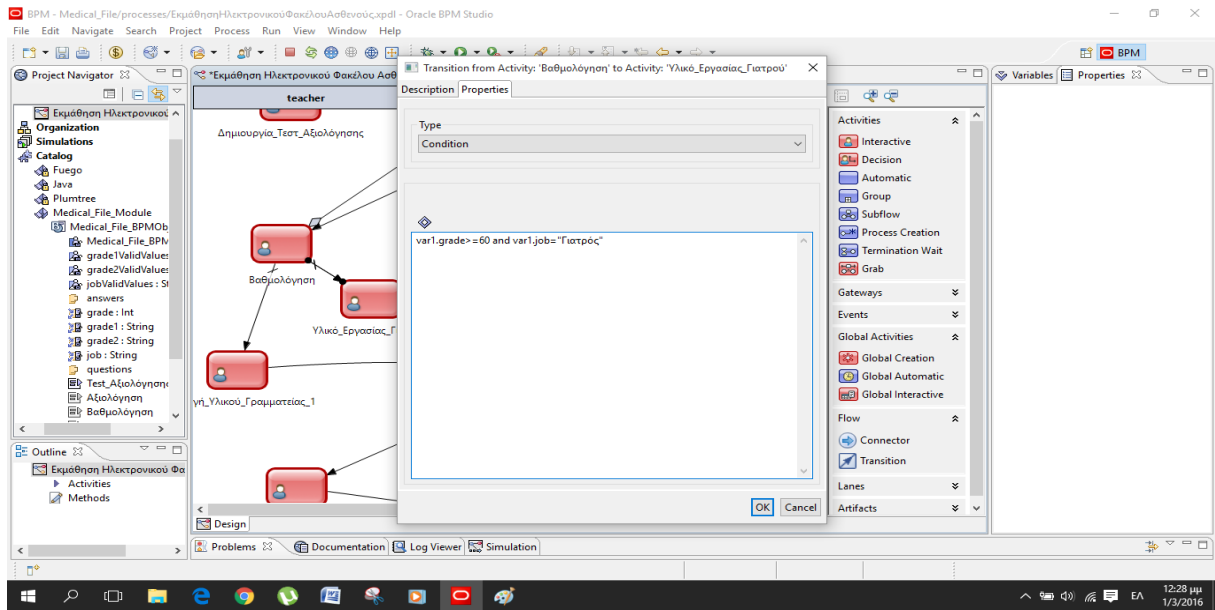 BPM - Medical_File/processes/ΕκμάθησηΗλεκτρονικούΦακέλουΑσθενούς.xpdl - Oracle BPM Studio
File Edit Navigate Search Project Process Run View Window Help
BPM
Project Navigator
Εκμάθηση Ηλεκτρονικού
Organization
Simulations
Catalog
Fuego
Java
Plumtree
Medical_File_Module
Medical_File_BPMOb
Medical_File_BPM
grade1ValidValues
grade2ValidValues
jobValidValues : St
answers
grade : Int
grade1 : String
grade2 : String
job : String
questions
Test_Αξιολόγησης
Αξιολόγηση
Βαθμολόγηση
Outline
Εκμάθηση Ηλεκτρονικού Φα
Activities
Methods
*Εκμάθηση Ηλεκτρονικού Φακέλου Ασθ
teacher
Δημιουργία_Τεστ_Αξιολόγησης
Βαθμολόγηση
Υλικό_Εργασίας_Γ
γή_Υλικού_Γραμματείας_1
Design
Transition from Activity: 'Βαθμολόγηση' to Activity: 'Υλικό_Εργασίας_Γιατρού'
Description Properties
Type
Condition
var1.grade>=60 and var1.job="Γιατρός"
OK Cancel
Activities
Interactive
Decision
Automatic
Group
Subflow
Process Creation
Termination Wait
Grab
Gateways
Events
Global Activities
Global Creation
Global Automatic
Global Interactive
Flow
Connector
Transition
Lanes
Artifacts
Variables Properties
Problems Documentation Log Viewer Simulation
ΕΛ
12:28 μμ
1/3/2016